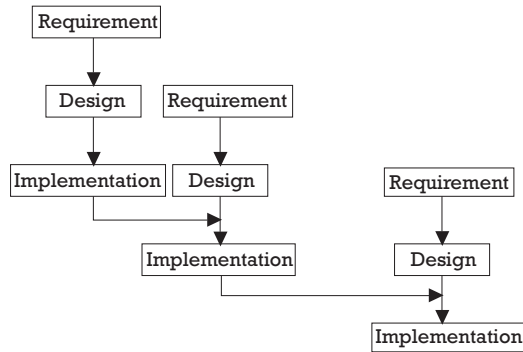 Requirement
Design
Requirement
Implementation
Design
Requirement
Implementation
Design
Implementation